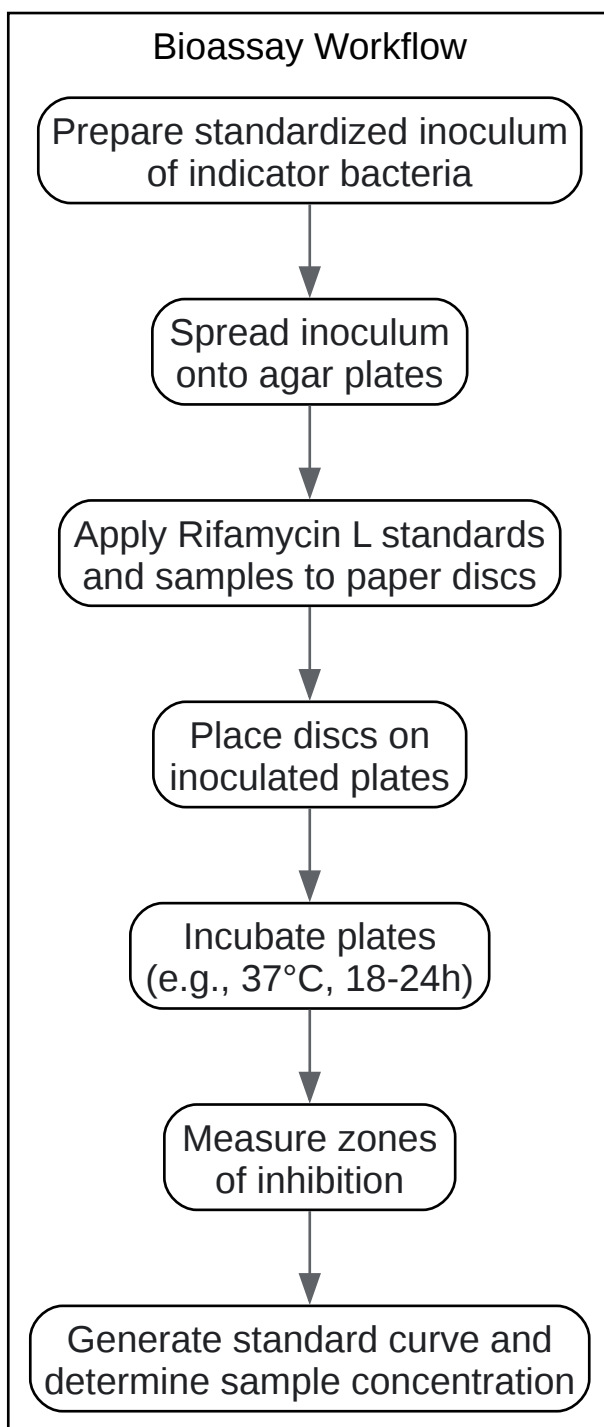 Bioassay Workflow
Prepare standardized inoculum
of indicator bacteria
Spread inoculum
onto agar plates
Apply Rifamycin L standards
and samples to paper discs
Place discs on
inoculated plates
Incubate plates
(e.g., 37°C, 18-24h)
Measure zones
of inhibition
Generate standard curve and
determine sample concentration